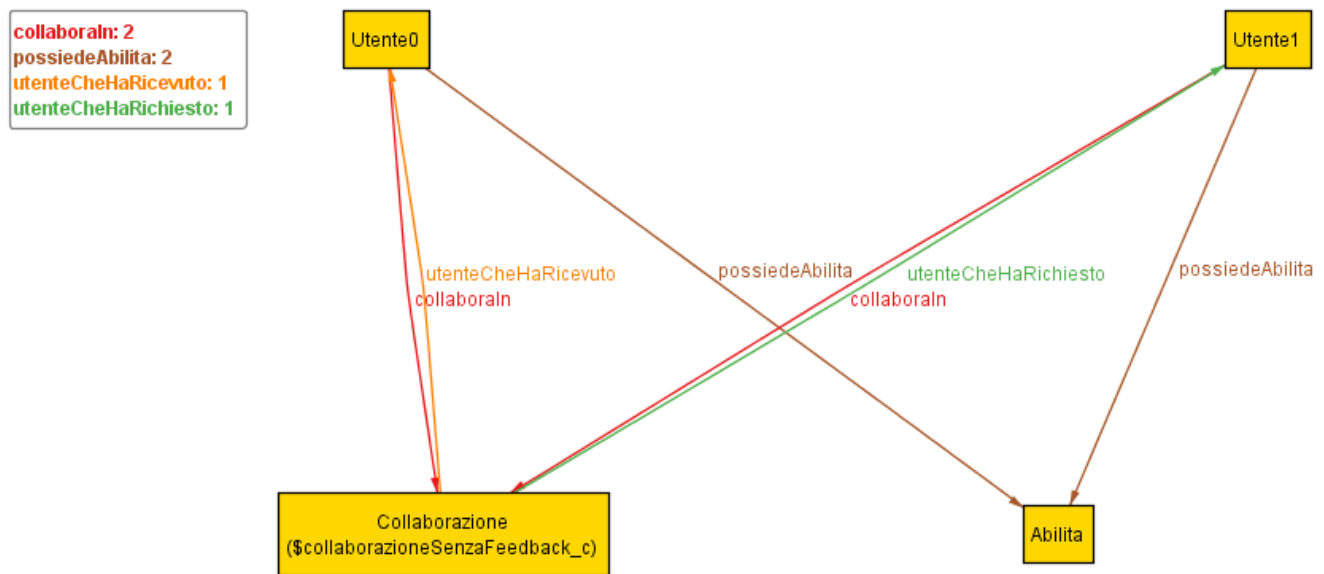 collaboraIn: 2
possiedeAbilita: 2
utenteCheHaRicevuto: 1
utenteCheHaRichiesto: 1
Utente0
Utente1
utenteCheHaRicevuto
possiedeAbilita
utenteCheHaRichiesto
possiedeAbilita
collaboraIn
collaboraIn
Collaborazione
($collaborazioneSenzaFeedback_c)
Abilita